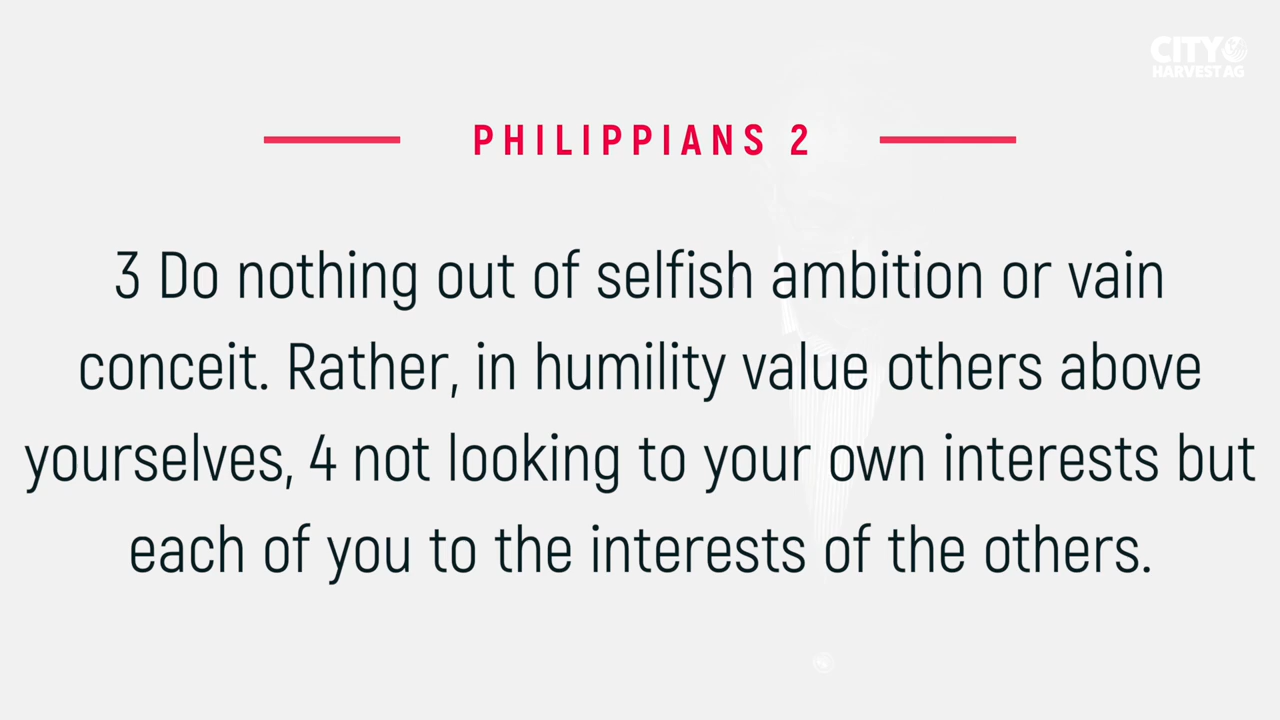 CITY
HARVEST AG
PHILIPPIANS 2
3 Do nothing out of selfish ambition or vain
conceit. Rather, in humility value others above
yourselves, 4 not looking to your own interests but
each of you to the interests of the others.